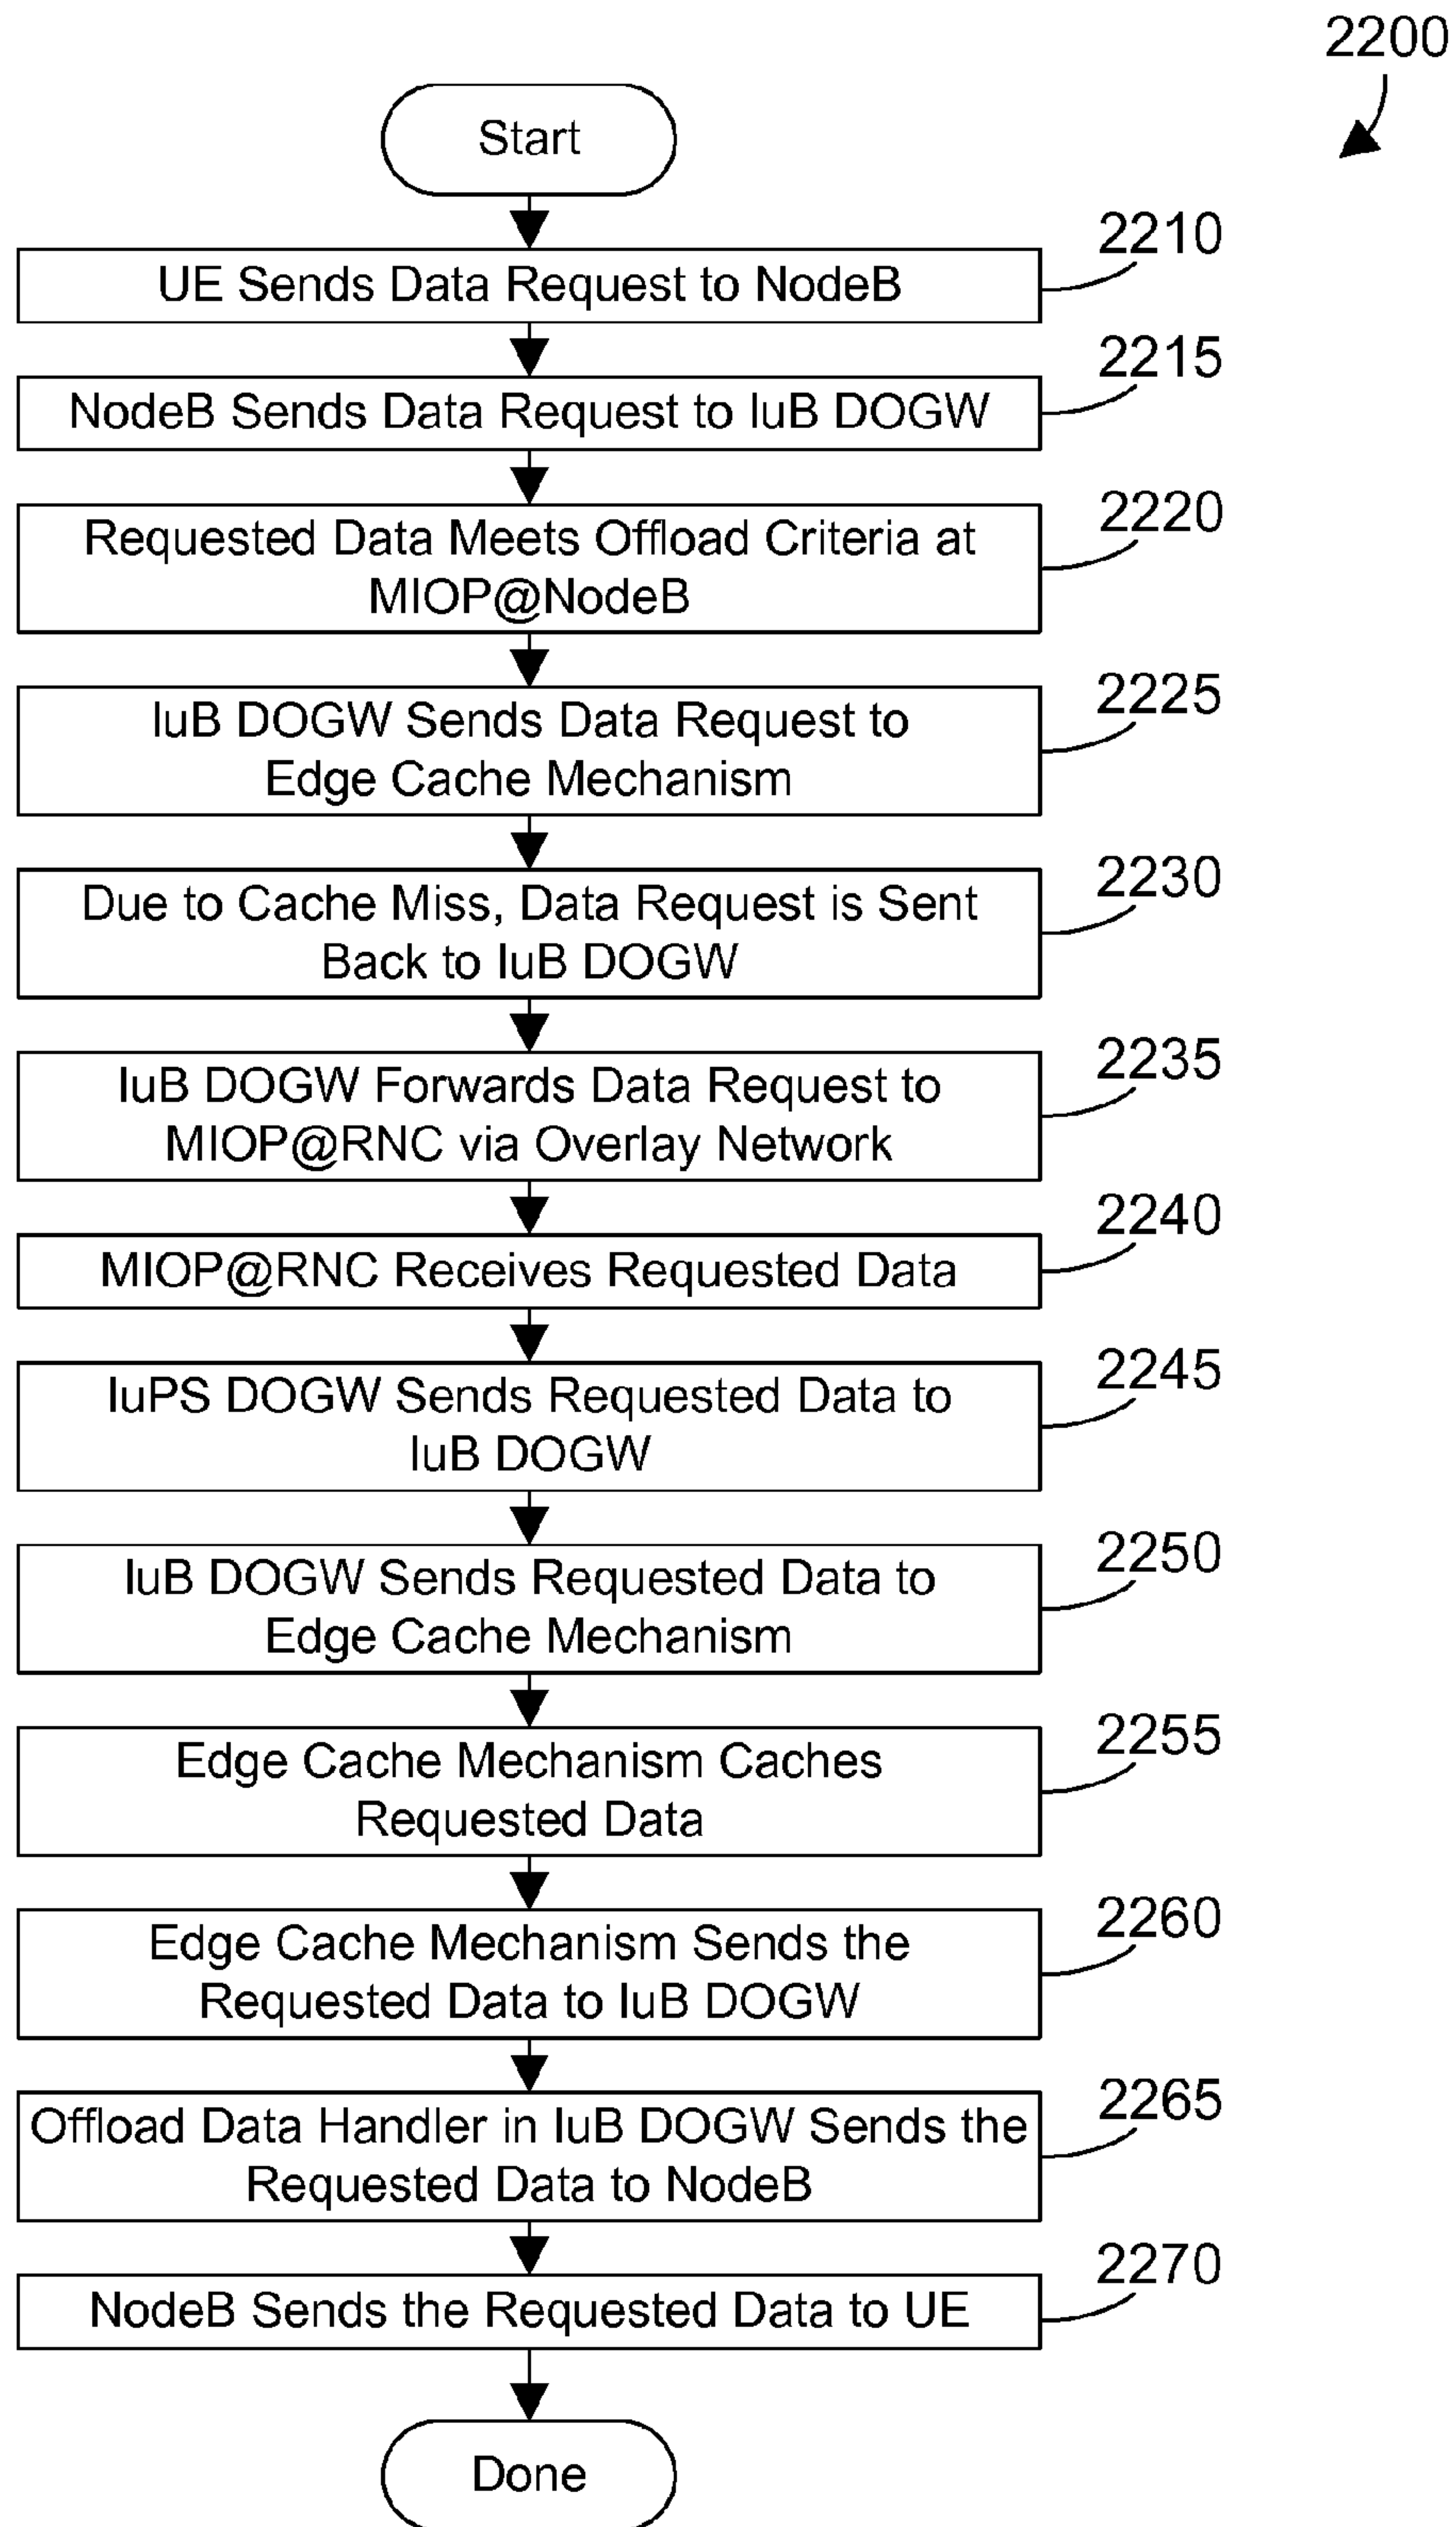 2200
Start
2210
UE Sends Data Request to NodeB
2215
NodeB Sends Data Request to IuB DOGW
2220
Requested Data Meets Offload Criteria at
MIOP@NodeB
2225
IuB DOGW Sends Data Request to
Edge Cache Mechanism
2230
Due to Cache Miss, Data Request is Sent
Back to IuB DOGW
2235
IuB DOGW Forwards Data Request to
MIOP@RNC via Overlay Network
2240
MIOP@RNC Receives Requested Data
2245
IuPS DOGW Sends Requested Data to
IuB DOGW
2250
IuB DOGW Sends Requested Data to
Edge Cache Mechanism
2255
Edge Cache Mechanism Caches
Requested Data
2260
Edge Cache Mechanism Sends the
Requested Data to IuB DOGW
2265
Offload Data Handler in IuB DOGW Sends the
Requested Data to NodeB
2270
NodeB Sends the Requested Data to UE
Done